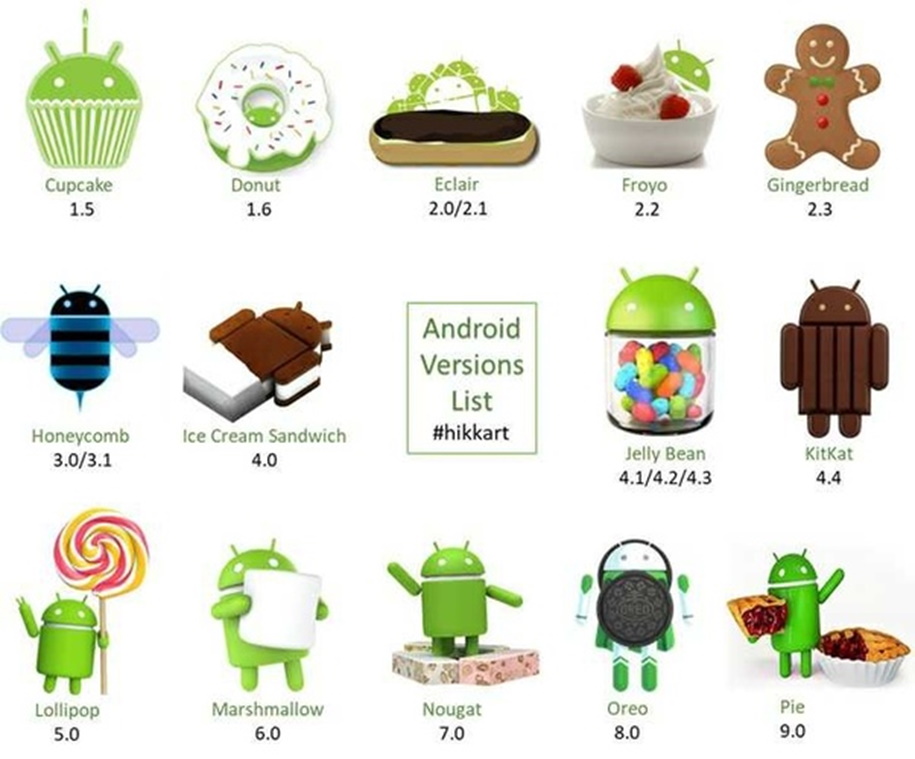 Cupcake
1.5
Donut
1.6
Eclair
2.0/2.1
Froyo
2.2
Gingerbread
2.3
Honeycomb
3.0/3.1
Ice Cream Sandwich
4.0
Android
Versions
List
#hikkart
Jelly Bean
4.1/4.2/4.3
KitKat
4.4
Lollipop
5.0
Marshmallow
6.0
Nougat
7.0
OREO
Oreo
8.0
Pie
9.0